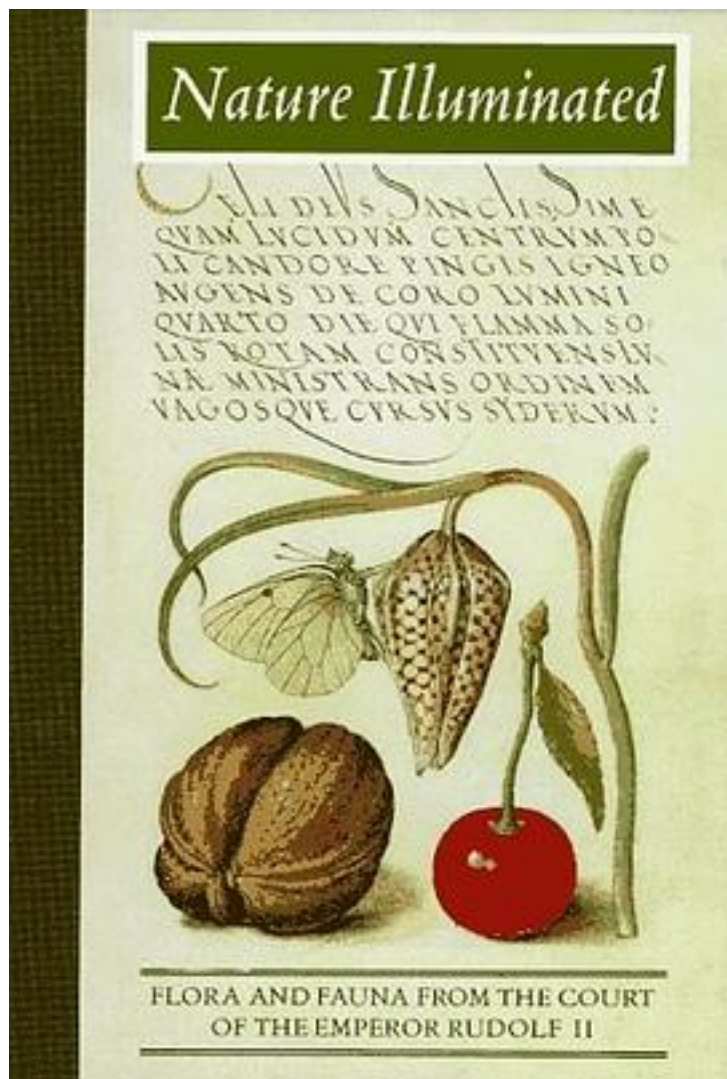 Nature Illuminated
CÆLI DEVS SANCTISSIME
QVAM LVCIDVM CENTRVM PO-
LI CANDORE PINGIS IGNEO
AVGENS DECORO LVMINI
QVARTO DIE QVI FLAMMA SO-
LIS ROTAM CONSTITVENS LV-
NÆ MINISTRANS ORDINEM
VAGOSQVE CVRSVS SYDERVM:
FLORA AND FAUNA FROM THE COURT
OF THE EMPEROR RUDOLF II